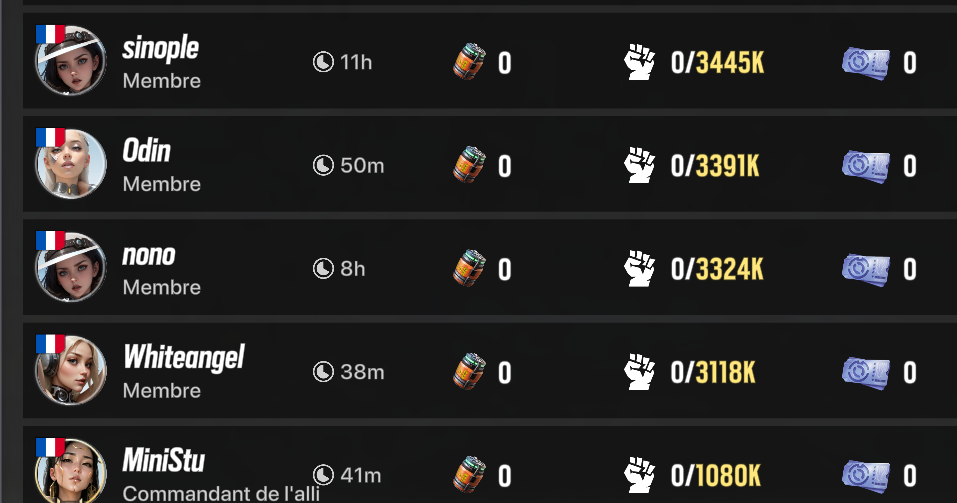 sinople 11h 0 0/3445K 0
Membre
Odin 50m 0 0/3391K 0
Membre
nono 8h 0 0/3324K 0
Membre
Whiteangel 38m 0 0/3118K 0
Membre
MiniStu 41m 0 0/1080K 0
Commandant de l'alli